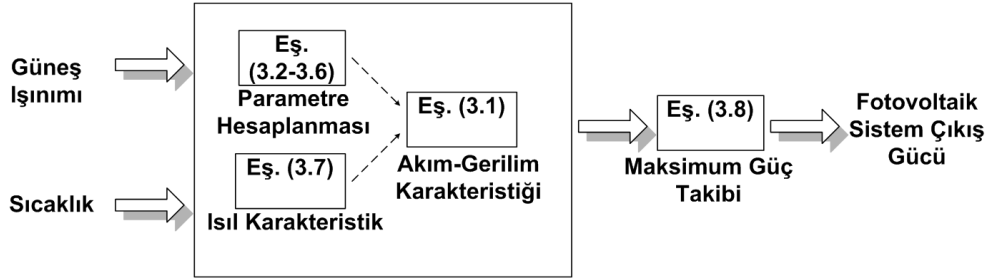 Güneş
Işınımı
Sıcaklık
Eş.
(3.2-3.6)
Parametre
Hesaplanması
Eş. (3.7)
Isıl Karakteristik
Eş. (3.1)
Akım-Gerilim
Karakteristiği
Eş. (3.8)
Maksimum Güç
Takibi
Fotovoltaik
Sistem Çıkış
Gücü